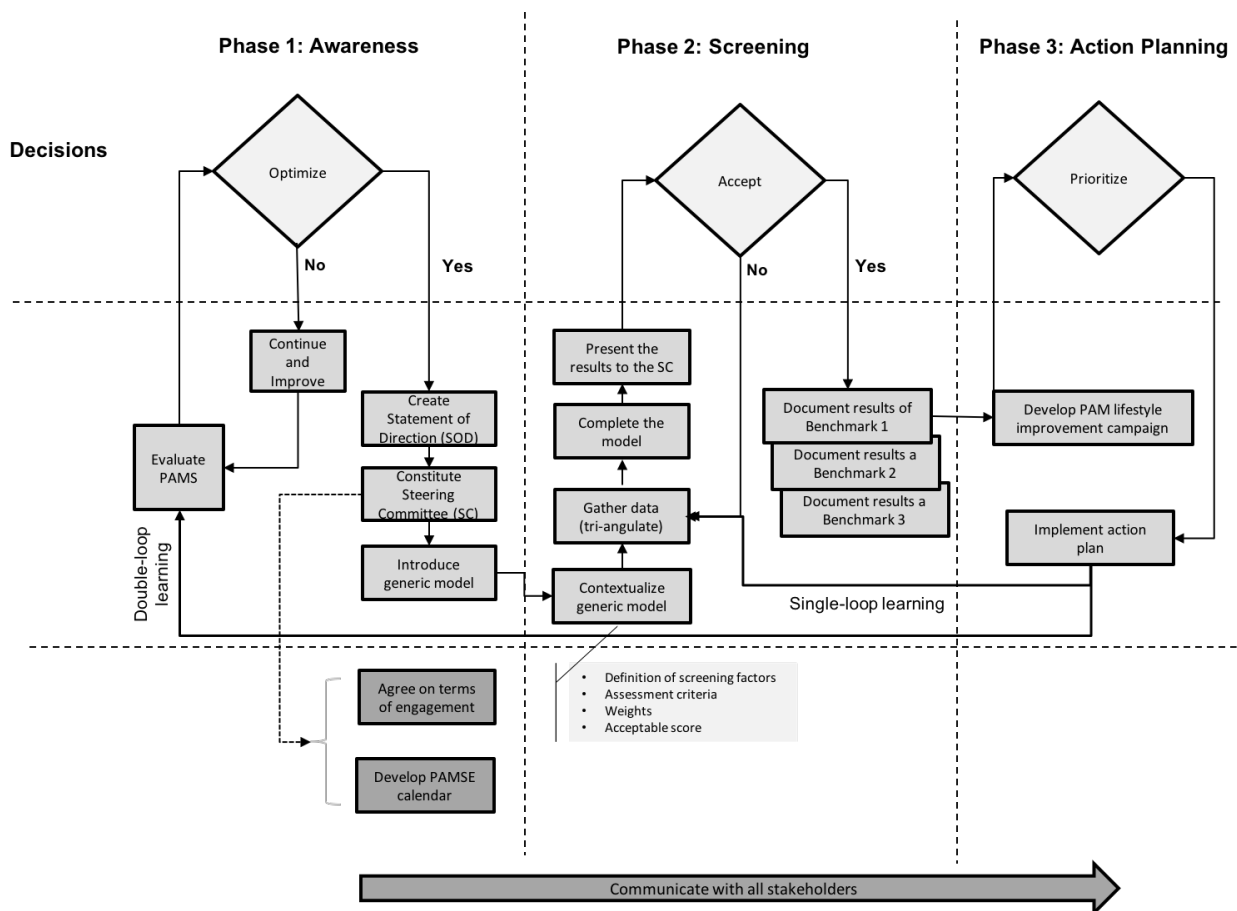 Phase 1: Awareness
Phase 2: Screening
Phase 3: Action Planning
Decisions
Optimize
Accept
Prioritize
No
Yes
No
Yes
Continue
and
Improve
Evaluate
PAMS
Create
Statement of
Direction (SOD)
Constitute
Steering
Committee (SC)
Introduce
generic model
Present the
results to the SC
Complete the
model
Gather data
(tri-angulate)
Contextualize
generic model
Document results of
Benchmark 1
Document results a
Benchmark 2
Document results a
Benchmark 3
Develop PAM lifestyle
improvement campaign
Implement action
plan
Double-loop
learning
Single-loop learning
Agree on terms
of engagement
Develop PAMSE
calendar
• Definition of screening factors
• Assessment criteria
• Weights
• Acceptable score
Communicate with all stakeholders